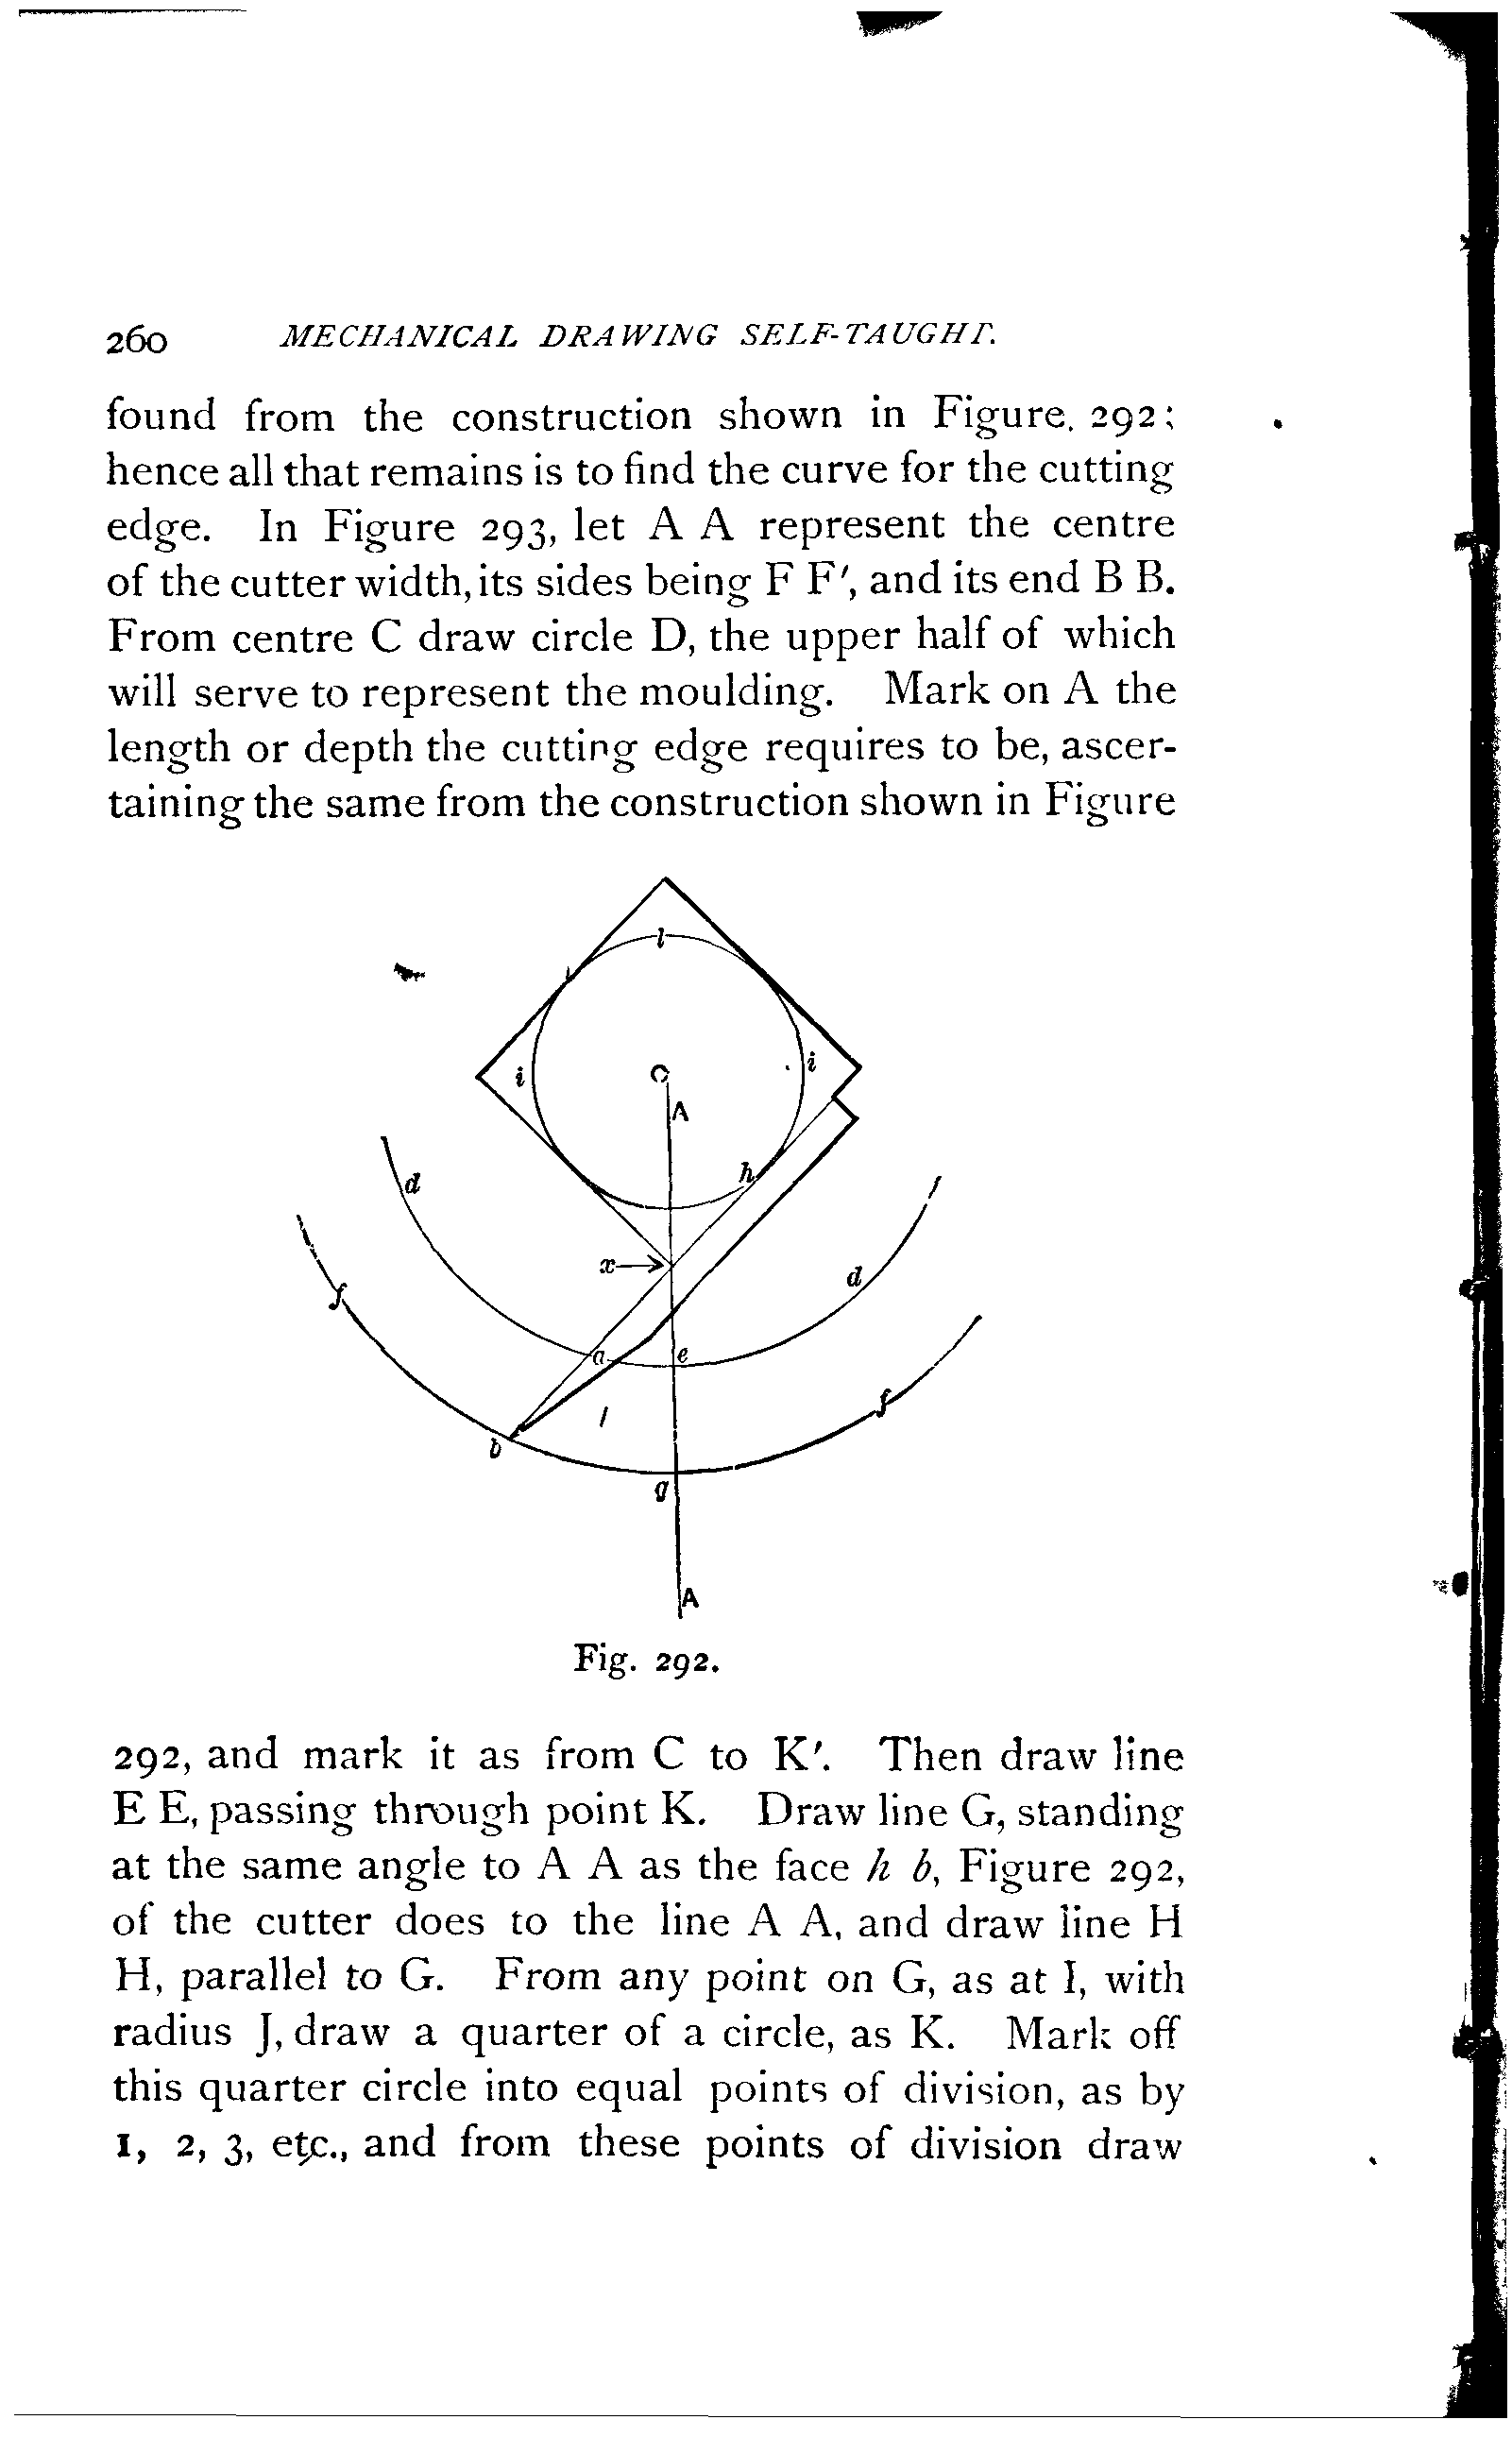 260 MECHANICAL DRAWING SELF-TAUGHT.
found from the construction shown in Figure. 292;
hence all that remains is to find the curve for the cutting
edge. In Figure 293, let A A represent the centre
of the cutter width, its sides being F F', and its end B B.
From centre C draw circle D, the upper half of which
will serve to represent the moulding. Mark on A the
length or depth the cutting edge requires to be, ascer-
taining the same from the construction shown in Figure
l
i
C
i
A
h
d
x
d
f
a
e
l
f
b
g
A
Fig. 292.
292, and mark it as from C to K'. Then draw line
E E, passing through point K. Draw line G, standing
at the same angle to A A as the face h b, Figure 292,
of the cutter does to the line A A, and draw line H
H, parallel to G. From any point on G, as at I, with
radius J, draw a quarter of a circle, as K. Mark off
this quarter circle into equal points of division, as by
1, 2, 3, etc., and from these points of division draw